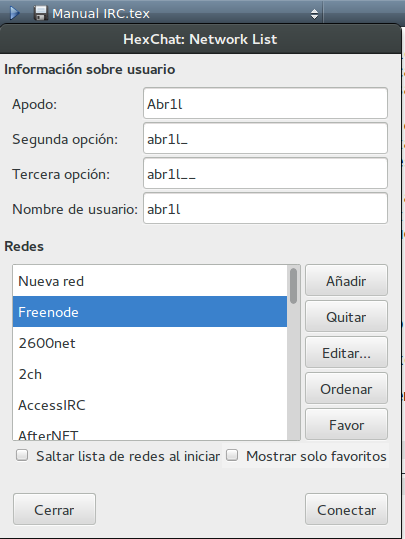 Manual IRC.tex
HexChat: Network List
Información sobre usuario
Apodo: Abr1l
Segunda opción: abr1l_
Tercera opción: abr1l__
Nombre de usuario: abr1l
Redes
Nueva red
Freenode
2600net
2ch
AccessIRC
AfterNET
Añadir
Quitar
Editar...
Ordenar
Favor
Saltar lista de redes al iniciar
Mostrar solo favoritos
Cerrar
Conectar